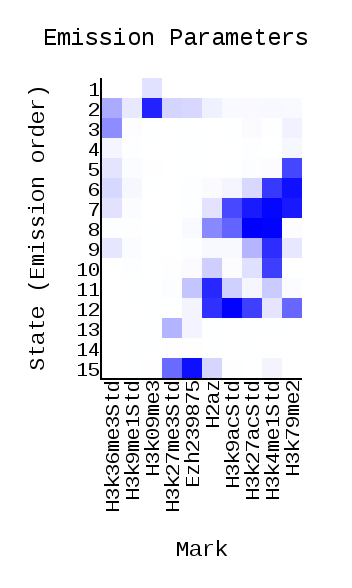 Emission Parameters
State (Emission order)
1
2
3
4
5
6
7
8
9
10
11
12
13
14
15
H3k36me3Std
H3k9me1Std
H3k09me3
H3k27me3Std
Ezh239875
H2az
H3k9acStd
H3k27acStd
H3k4me1Std
H3k79me2
Mark